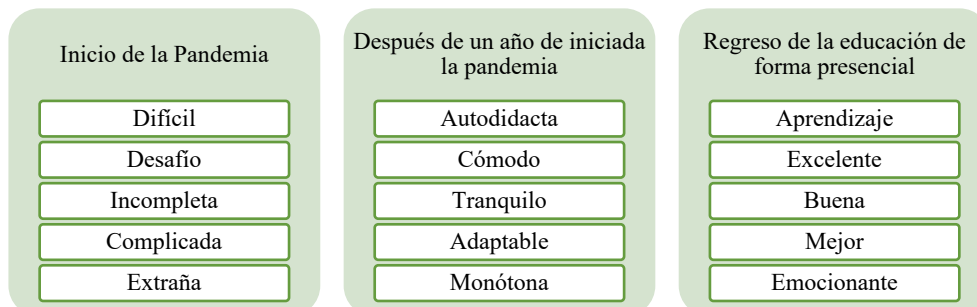 Inicio de la Pandemia
Difícil
Desafío
Incompleta
Complicada
Extraña
Después de un año de iniciada
la pandemia
Autodidacta
Cómodo
Tranquilo
Adaptable
Monótona
Regreso de la educación de
forma presencial
Aprendizaje
Excelente
Buena
Mejor
Emocionante